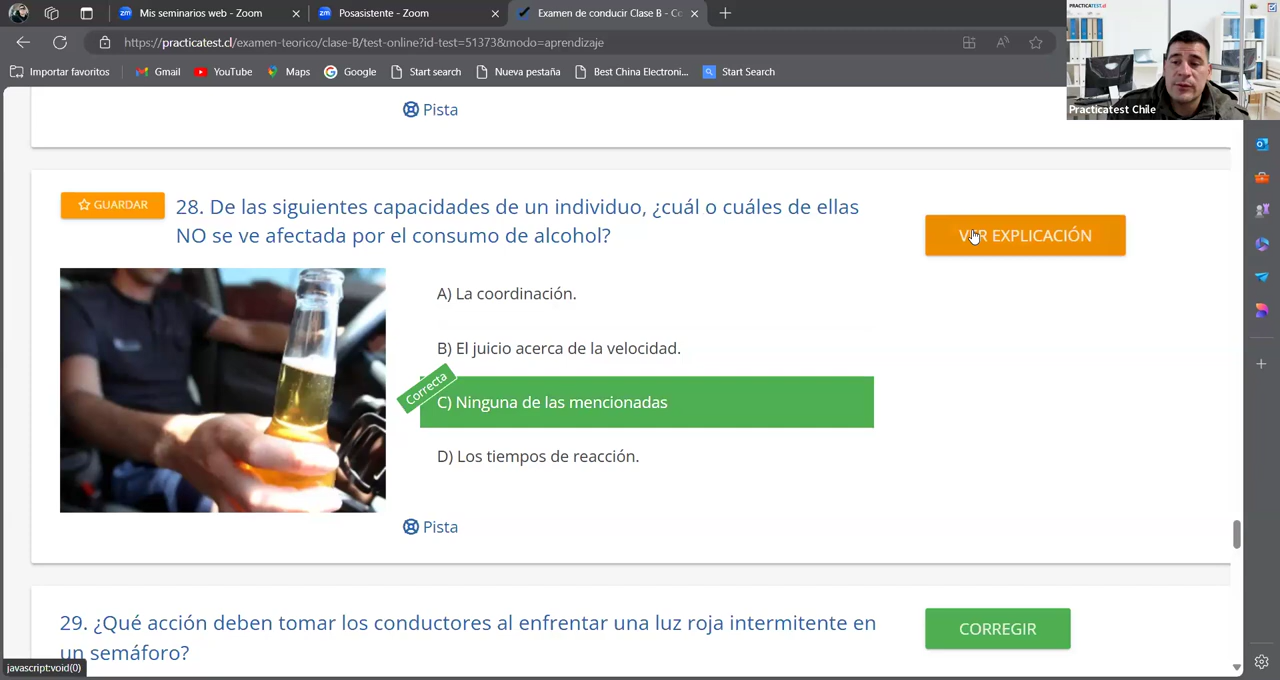 Mis seminarios web - Zoom
Posasistente - Zoom
Examen de conducir Clase B - Co
https://practicatest.cl/examen-teorico/clase-B/test-online?id-test=51373&modo=aprendizaje
Importar favoritos
Gmail
YouTube
Maps
Google
Start search
Nueva pestaña
Best China Electroni...
Start Search
PRACTICATEST.cl
Practicatest Chile
Pista
GUARDAR
28. De las siguientes capacidades de un individuo, ¿cuál o cuáles de ellas
NO se ve afectada por el consumo de alcohol?
VER EXPLICACIÓN
A) La coordinación.
B) El juicio acerca de la velocidad.
Correcta
C) Ninguna de las mencionadas
D) Los tiempos de reacción.
Pista
29. ¿Qué acción deben tomar los conductores al enfrentar una luz roja intermitente en
un semáforo?
CORREGIR
javascript:void(0)